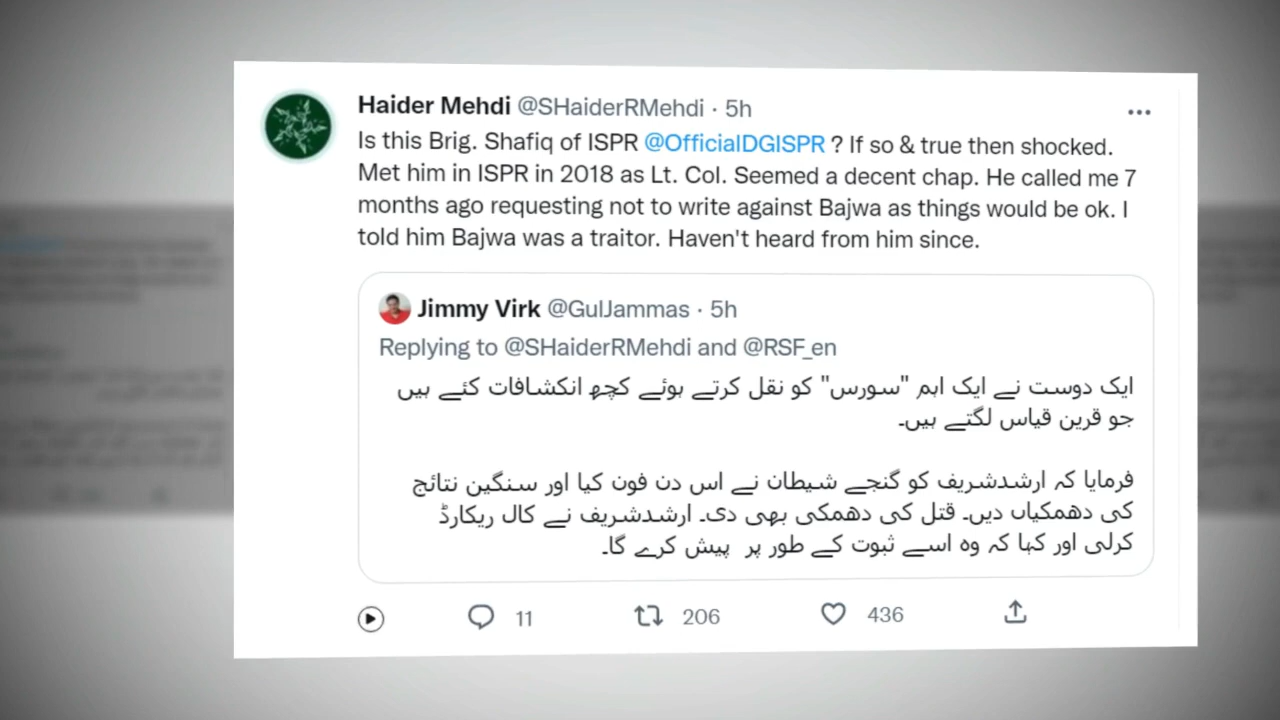 Haider Mehdi @SHaiderRMehdi · 5h
Is this Brig. Shafiq of ISPR @OfficialDGISPR ? If so & true then shocked.
Met him in ISPR in 2018 as Lt. Col. Seemed a decent chap. He called me 7
months ago requesting not to write against Bajwa as things would be ok. I
told him Bajwa was a traitor. Haven't heard from him since.
Jimmy Virk @GulJammas · 5h
Replying to @SHaiderRMehdi and @RSF_en
ایک دوست نے ایک اہم "سورس" کو نقل کرتے ہوئے کچھ انکشافات کئے ہیں
جو قرین قیاس لگتے ہیں۔
فرمایا کہ ارشدشریف کو گنجے شیطان نے اس دن فون کیا اور سنگین نتائج
کی دھمکیاں دیں۔ قتل کی دھمکی بھی دی۔ ارشدشریف نے کال ریکارڈ
کرلی اور کہا کہ وہ اسے ثبوت کے طور پر پیش کرے گا۔
11 206 436